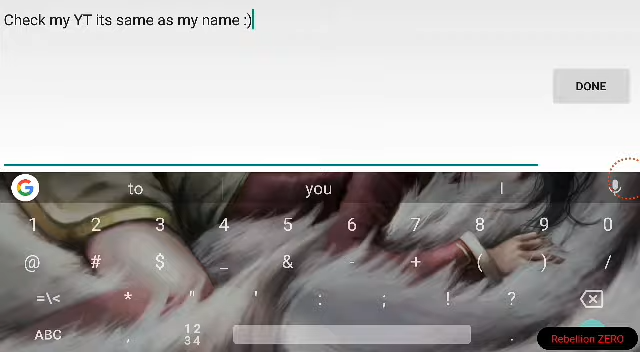 Check my YT its same as my name :)
DONE
to you I
1 2 3 4 5 6 7 8 9 0
@ # $ _ & - + ( ) /
=\< * " ' : ; ! ?
ABC , 12 34 .
Rebellion ZERO